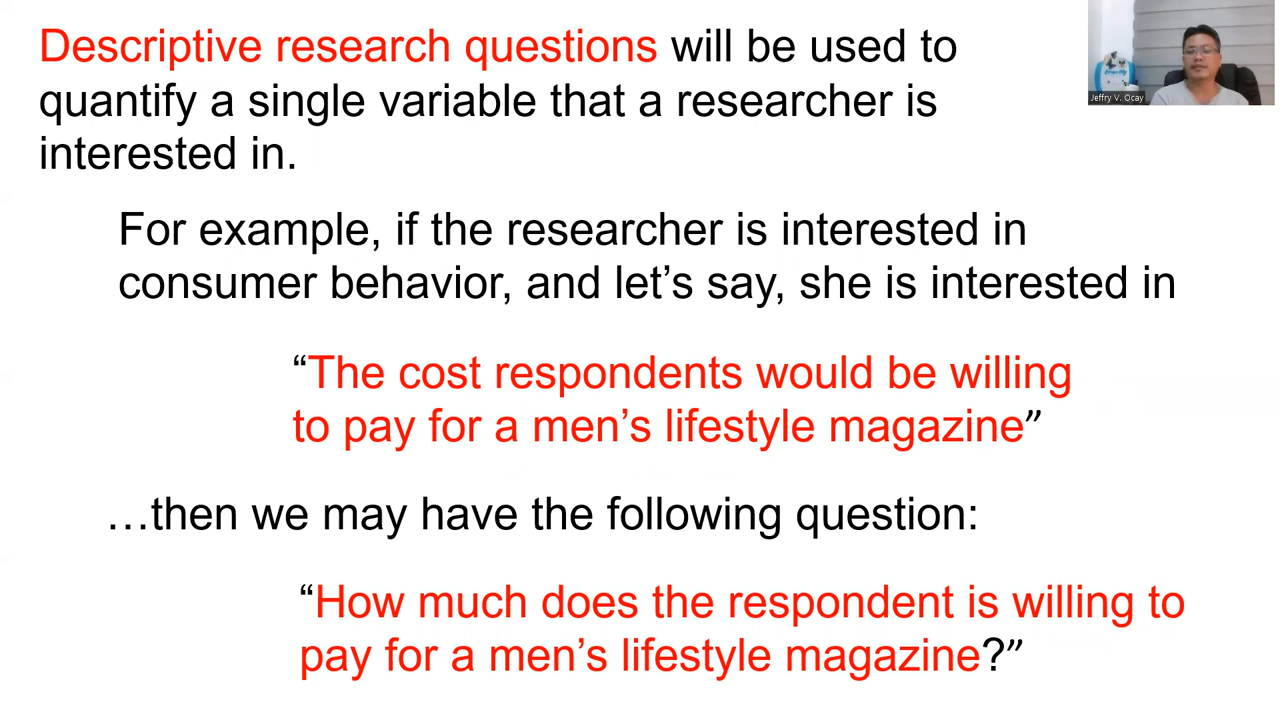 Descriptive research questions will be used to
quantify a single variable that a researcher is
interested in.
Jeffry V. Ocay
For example, if the researcher is interested in
consumer behavior, and let’s say, she is interested in
“The cost respondents would be willing
to pay for a men’s lifestyle magazine”
…then we may have the following question:
“How much does the respondent is willing to
pay for a men’s lifestyle magazine?”